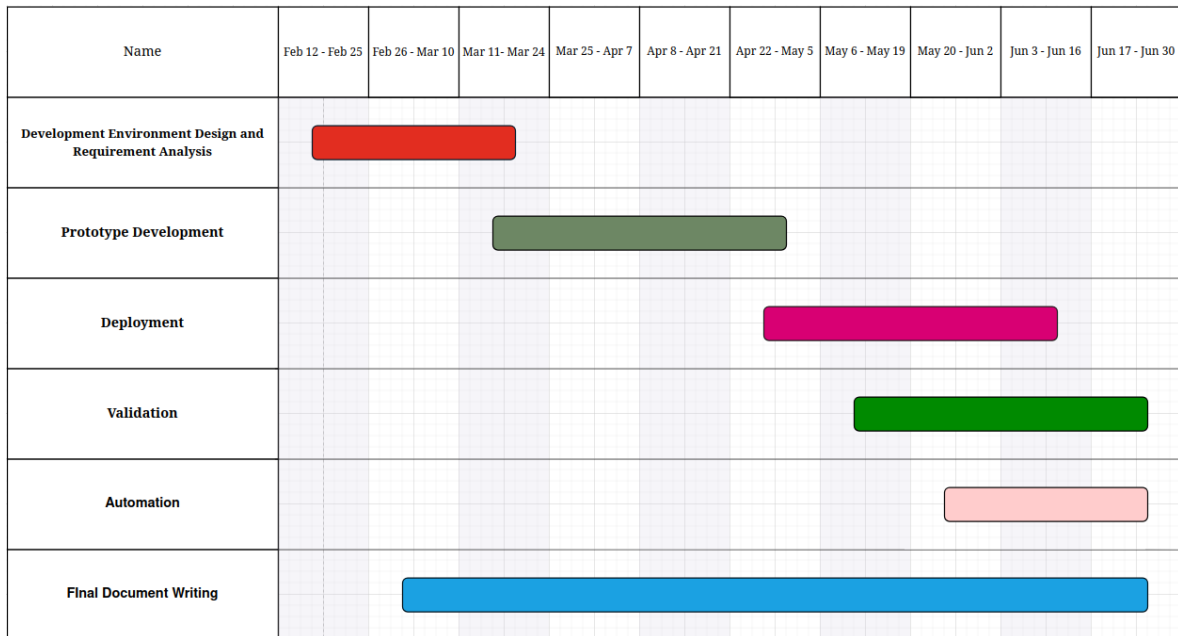 Name
Feb 12 - Feb 25
Feb 26 - Mar 10
Mar 11- Mar 24
Mar 25 - Apr 7
Apr 8 - Apr 21
Apr 22 - May 5
May 6 - May 19
May 20 - Jun 2
Jun 3 - Jun 16
Jun 17 - Jun 30
Development Environment Design and
Requirement Analysis
Prototype Development
Deployment
Validation
Automation
FInal Document Writing